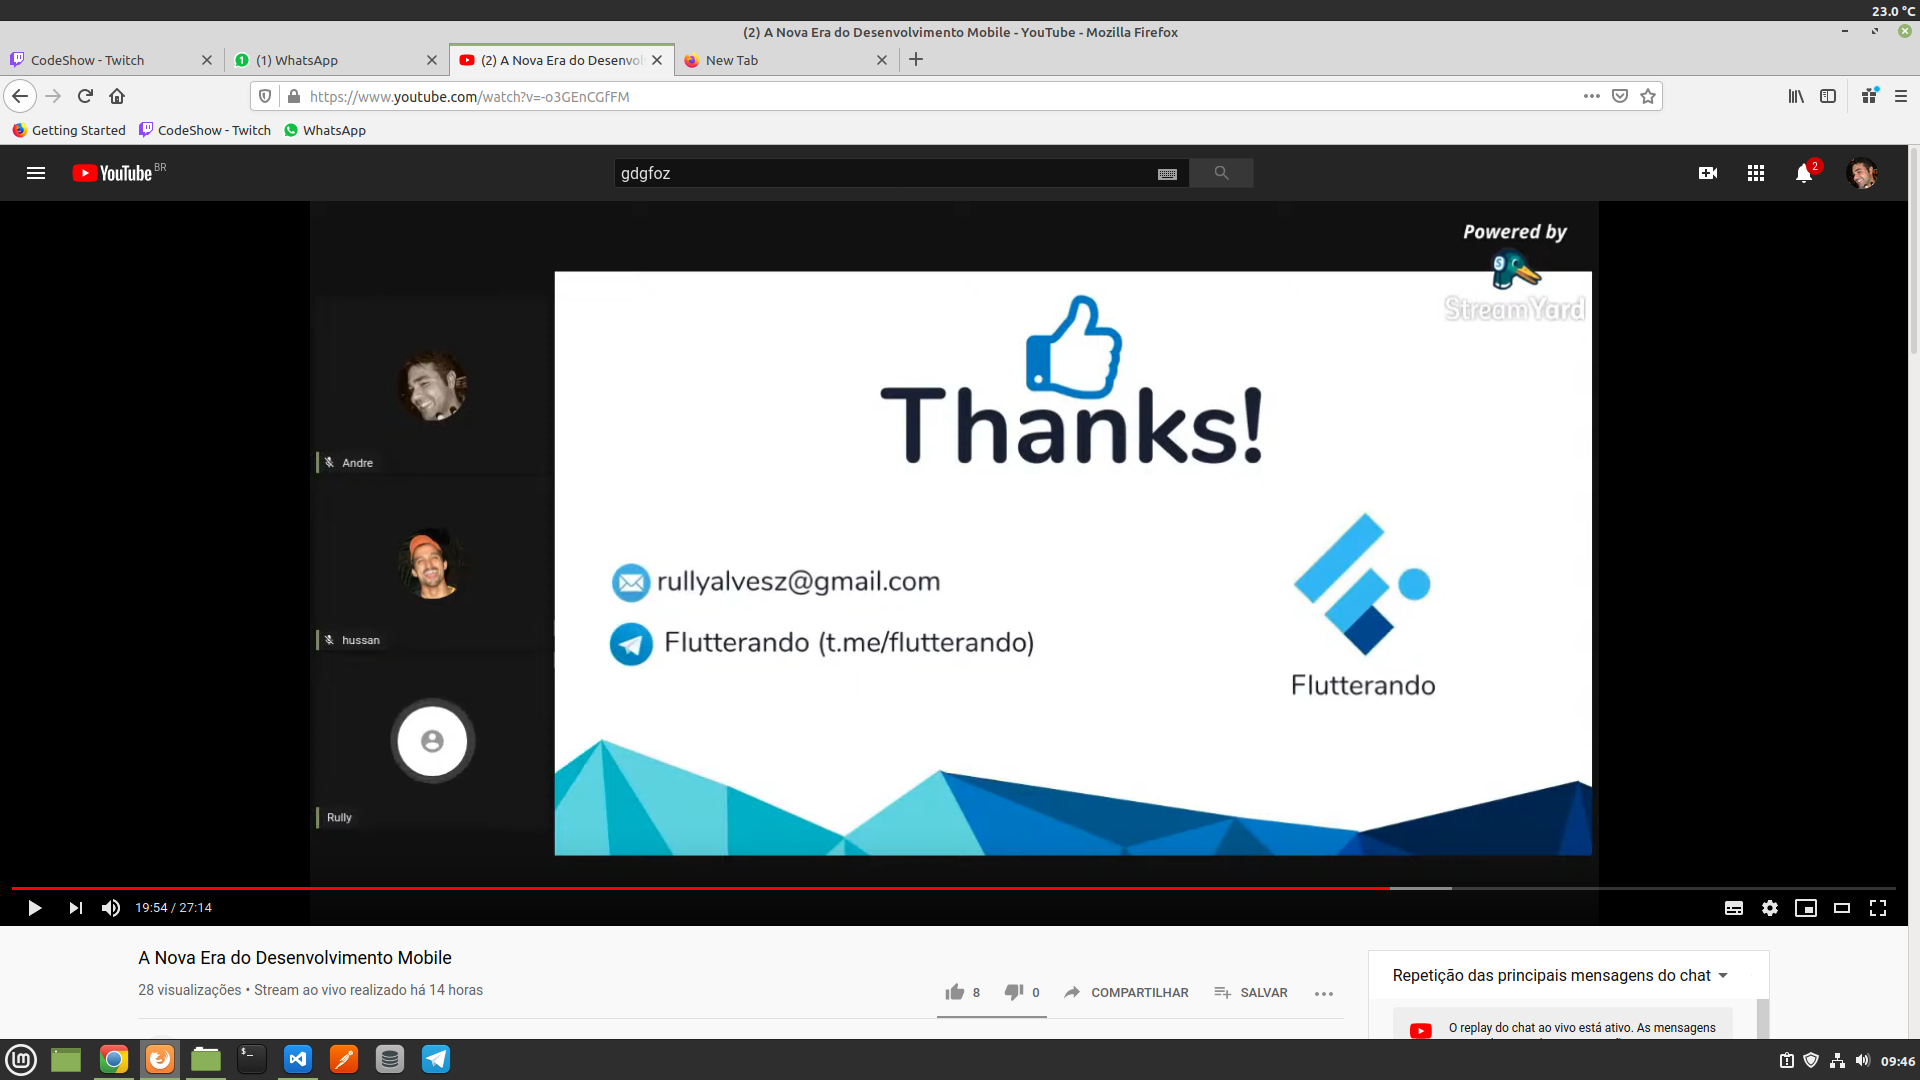 23.0 °C
(2) A Nova Era do Desenvolvimento Mobile - YouTube - Mozilla Firefox
CodeShow - Twitch
(1) WhatsApp
(2) A Nova Era do Desenvol
New Tab
https://www.youtube.com/watch?v=-o3GEnCGfFM
Getting Started
CodeShow - Twitch
WhatsApp
YouTube BR
gdgfoz
2
Powered by
StreamYard
Thanks!
Andre
rullyalvesz@gmail.com
hussan
Flutterando (t.me/flutterando)
Flutterando
Rully
19:54 / 27:14
A Nova Era do Desenvolvimento Mobile
28 visualizações • Stream ao vivo realizado há 14 horas
8
0
COMPARTILHAR
SALVAR
Repetição das principais mensagens do chat
O replay do chat ao vivo está ativo. As mensagens
09:46